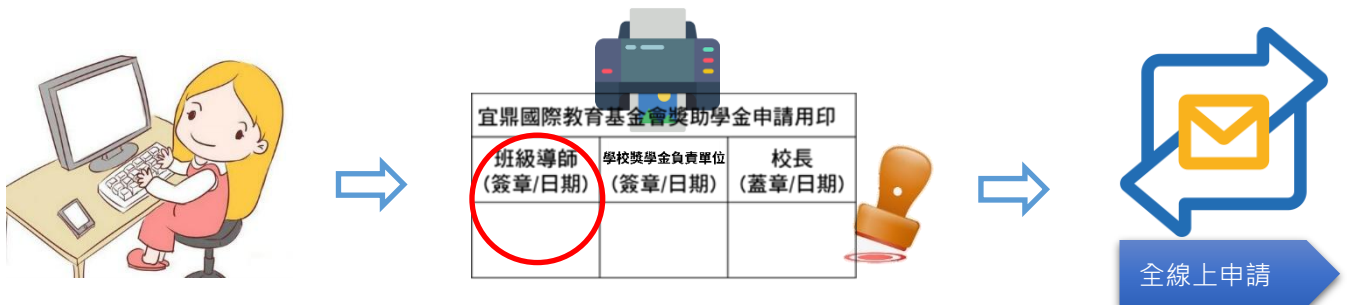 宜鼎國際教育基金會獎助學金申請用印
班級導師
(簽章/日期)
學校獎學金負責單位
(簽章/日期)
校長
(蓋章/日期)
全線上申請